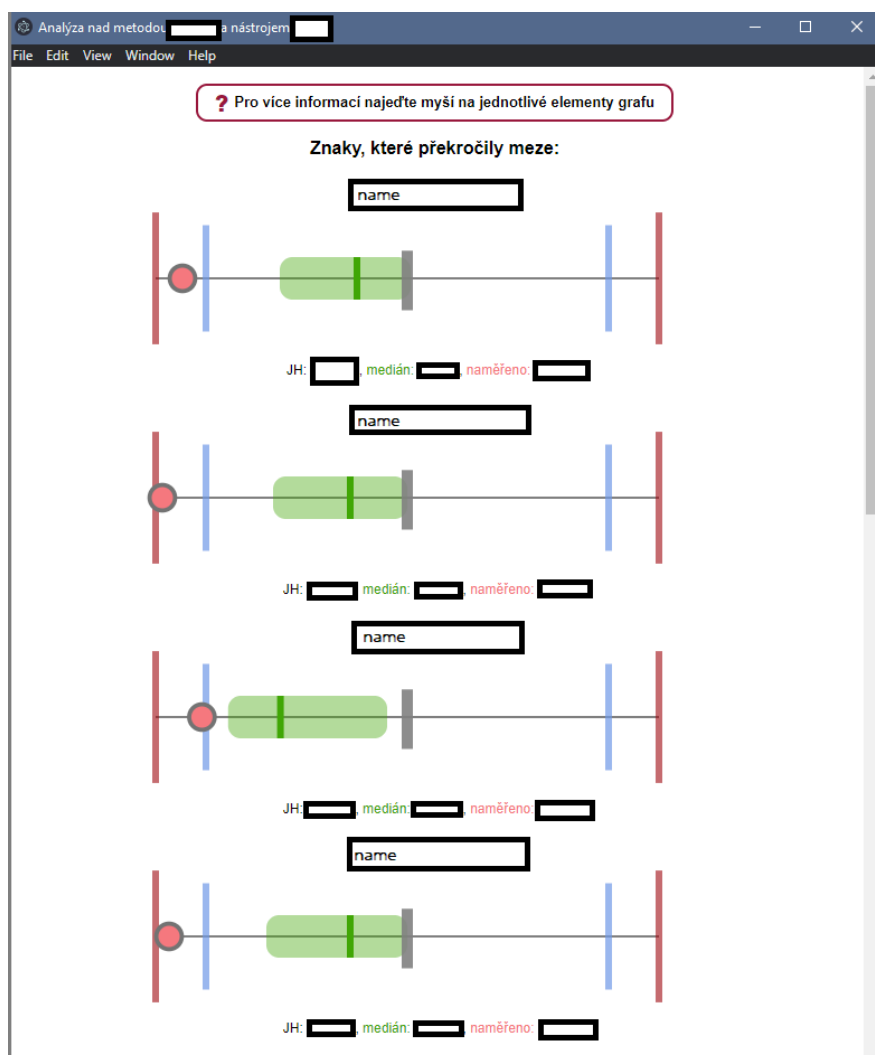 Analýza nad metodou a nástrojem
File Edit View Window Help
? Pro více informací najeďte myší na jednotlivé elementy grafu
Znaky, které překročily meze:
name
JH: , medián: , naměřeno:
name
JH: medián: , naměřeno:
name
JH: , medián: , naměřeno:
name
JH: , medián: , naměřeno: